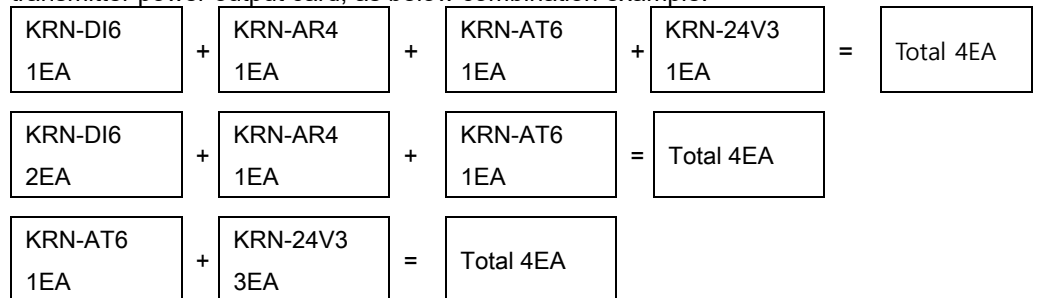 transmitter power output card, as below combination example.
KRN-DI6 + KRN-AR4 + KRN-AT6 + KRN-24V3 = Total 4EA
1EA 1EA 1EA 1EA
KRN-DI6 + KRN-AR4 + KRN-AT6 = Total 4EA
2EA 1EA 1EA
KRN-AT6 + KRN-24V3 = Total 4EA
1EA 3EA